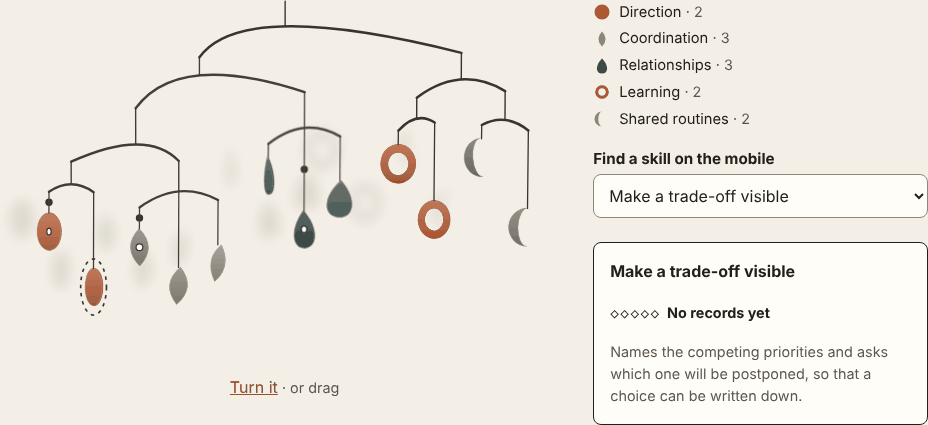 Direction · 2
Coordination · 3
Relationships · 3
Learning · 2
Shared routines · 2
Find a skill on the mobile
Make a trade-off visible
Make a trade-off visible
No records yet
Names the competing priorities and asks
which one will be postponed, so that a
choice can be written down.
Turn it · or drag